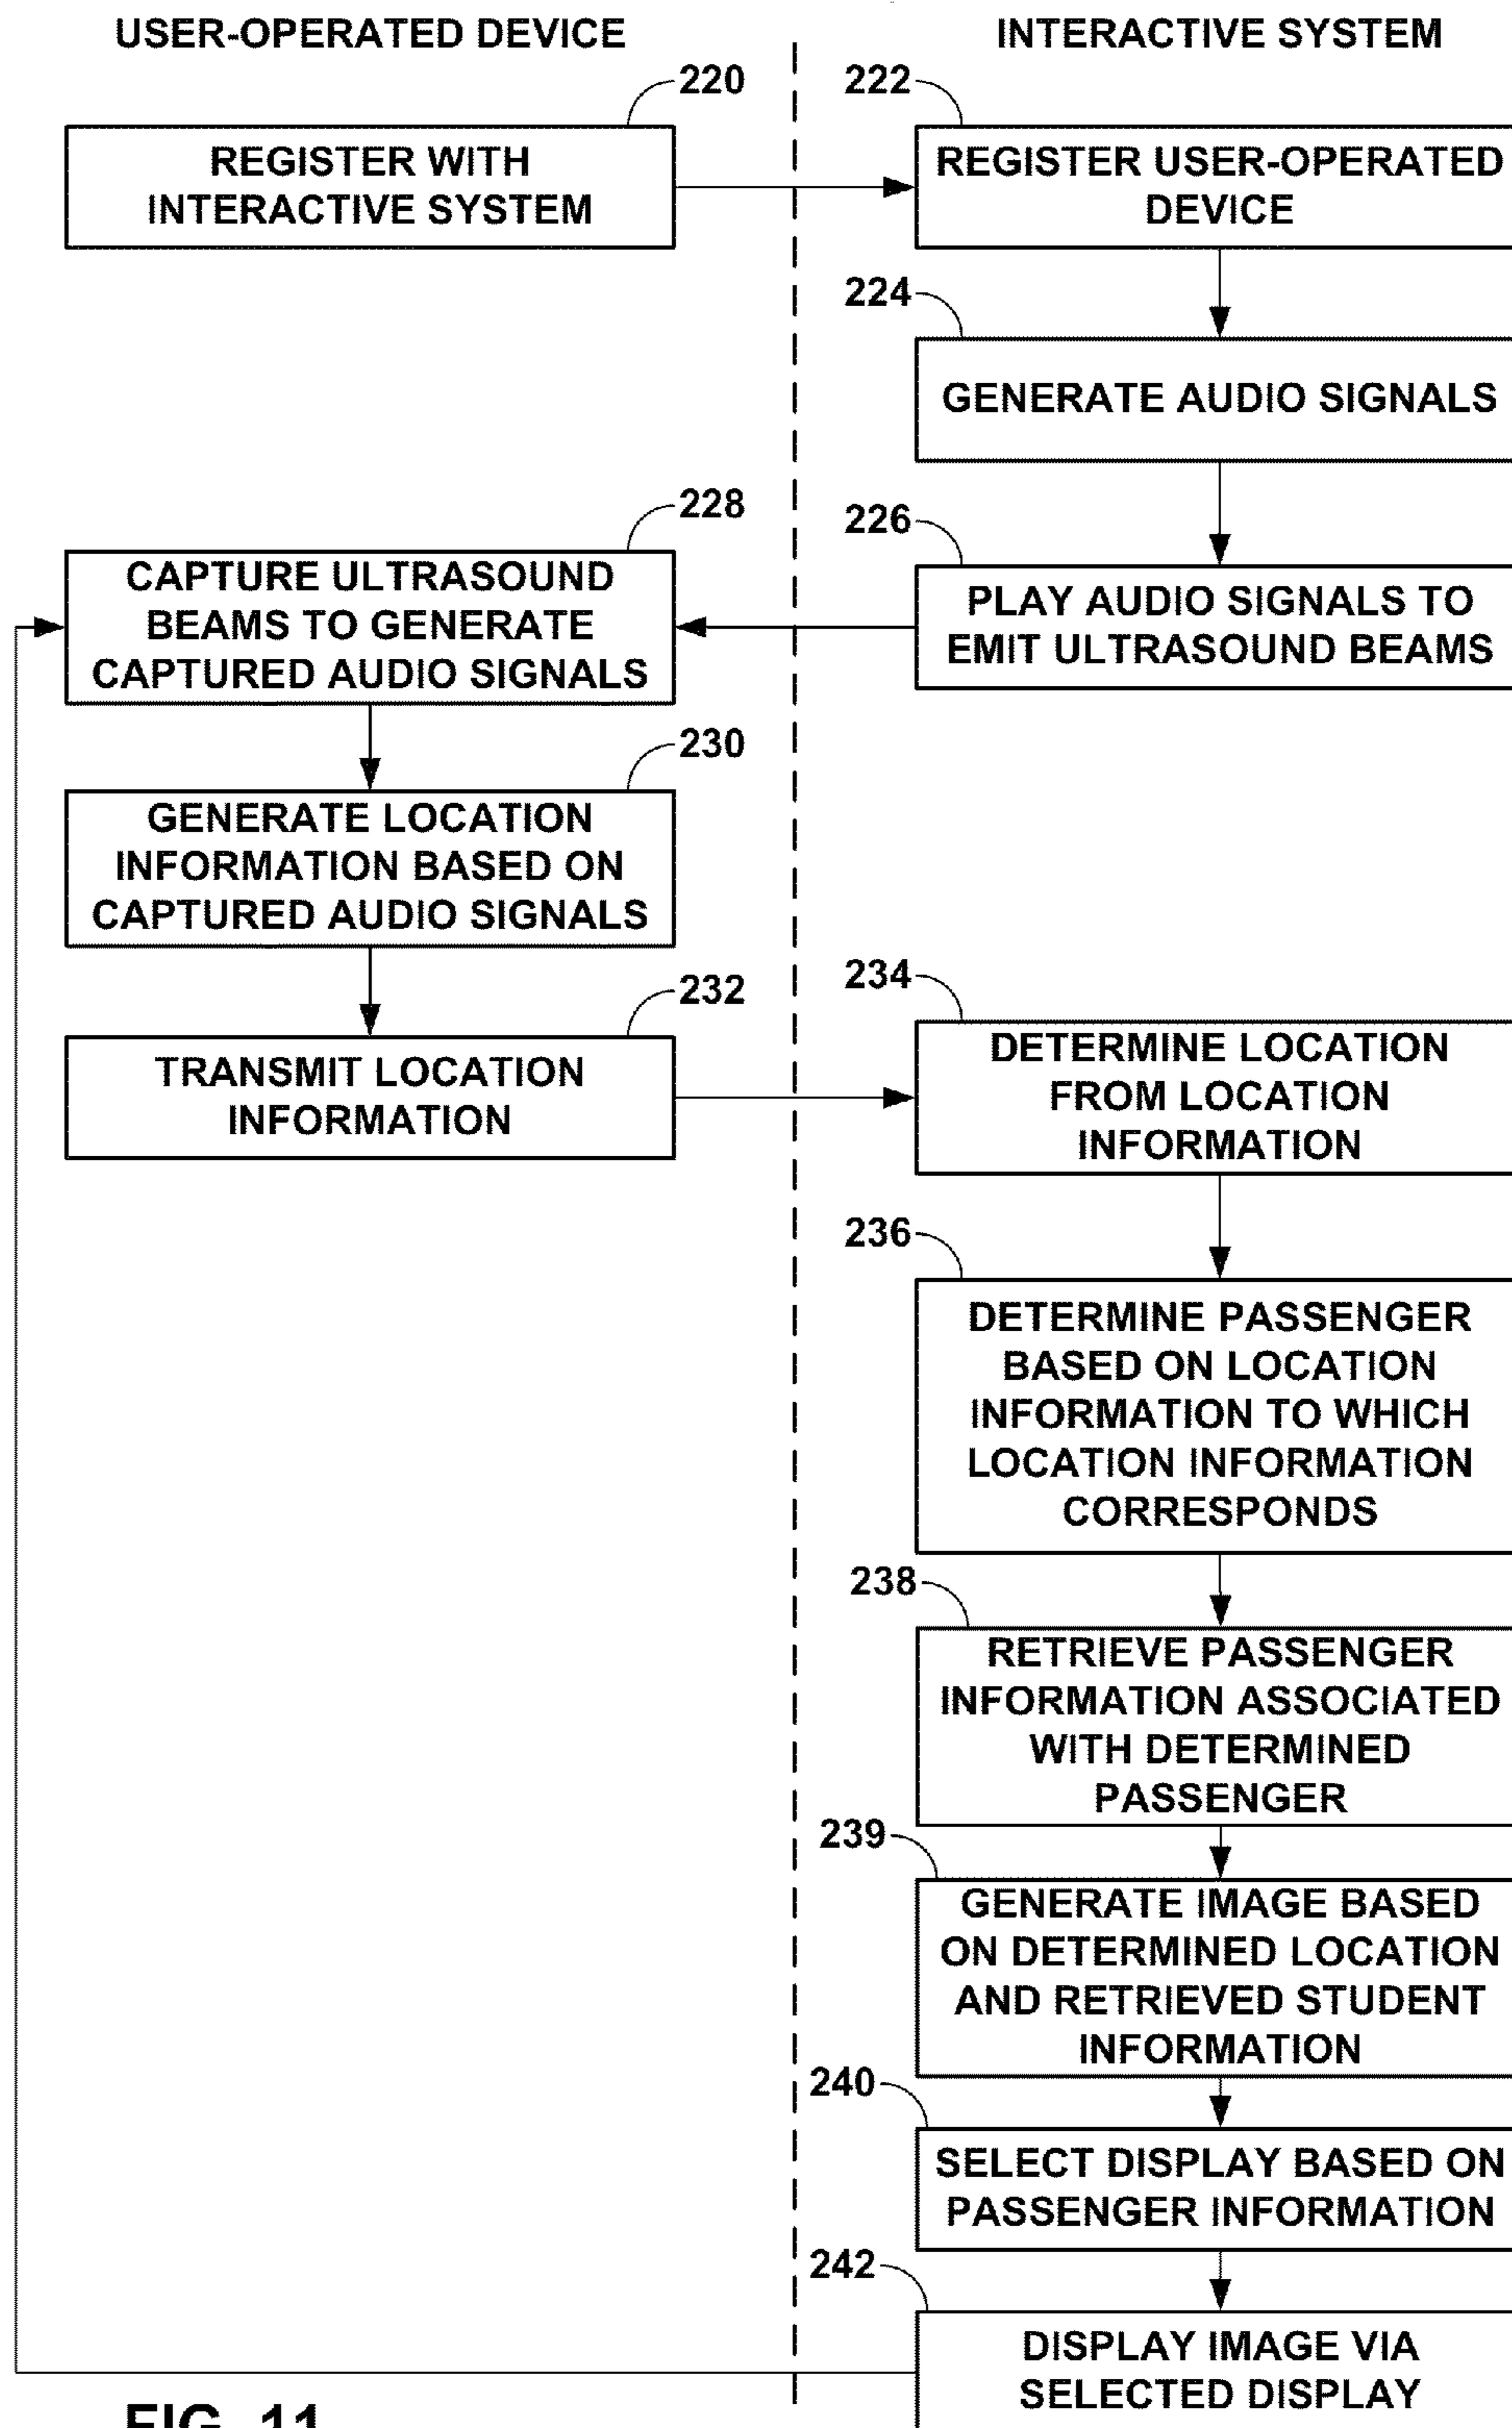 USER-OPERATED DEVICE
INTERACTIVE SYSTEM
220
222
REGISTER WITH
INTERACTIVE SYSTEM
REGISTER USER-OPERATED
DEVICE
224
GENERATE AUDIO SIGNALS
226
PLAY AUDIO SIGNALS TO
EMIT ULTRASOUND BEAMS
228
CAPTURE ULTRASOUND
BEAMS TO GENERATE
CAPTURED AUDIO SIGNALS
230
GENERATE LOCATION
INFORMATION BASED ON
CAPTURED AUDIO SIGNALS
232
TRANSMIT LOCATION
INFORMATION
234
DETERMINE LOCATION
FROM LOCATION
INFORMATION
236
DETERMINE PASSENGER
BASED ON LOCATION
INFORMATION TO WHICH
LOCATION INFORMATION
CORRESPONDS
238
RETRIEVE PASSENGER
INFORMATION ASSOCIATED
WITH DETERMINED
PASSENGER
239
GENERATE IMAGE BASED
ON DETERMINED LOCATION
AND RETRIEVED STUDENT
INFORMATION
240
SELECT DISPLAY BASED ON
PASSENGER INFORMATION
242
DISPLAY IMAGE VIA
SELECTED DISPLAY
FIG. 11